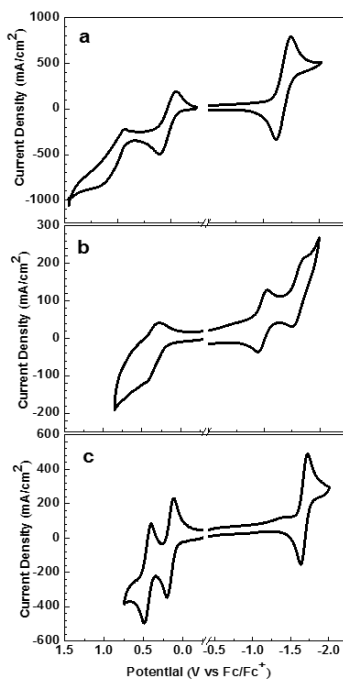 1000
500
0
-500
-1000
a
Current Density (mA/cm²)
300
200
100
0
-100
-200
b
Current Density (mA/cm²)
600
400
200
0
-200
-400
-600
c
Current Density (mA/cm²)
1.5 1.0 0.5 0.0 -0.5 -1.0 -1.5 -2.0
Potential (V vs Fc/Fc⁺)